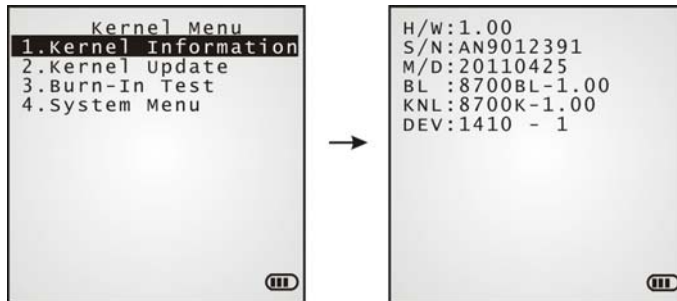 Kernel Menu
1.Kernel Information
2.Kernel Update
3.Burn-In Test
4.System Menu
H/W:1.00
S/N:AN9012391
M/D:20110425
BL :8700BL-1.00
KNL:8700K-1.00
DEV:1410 - 1